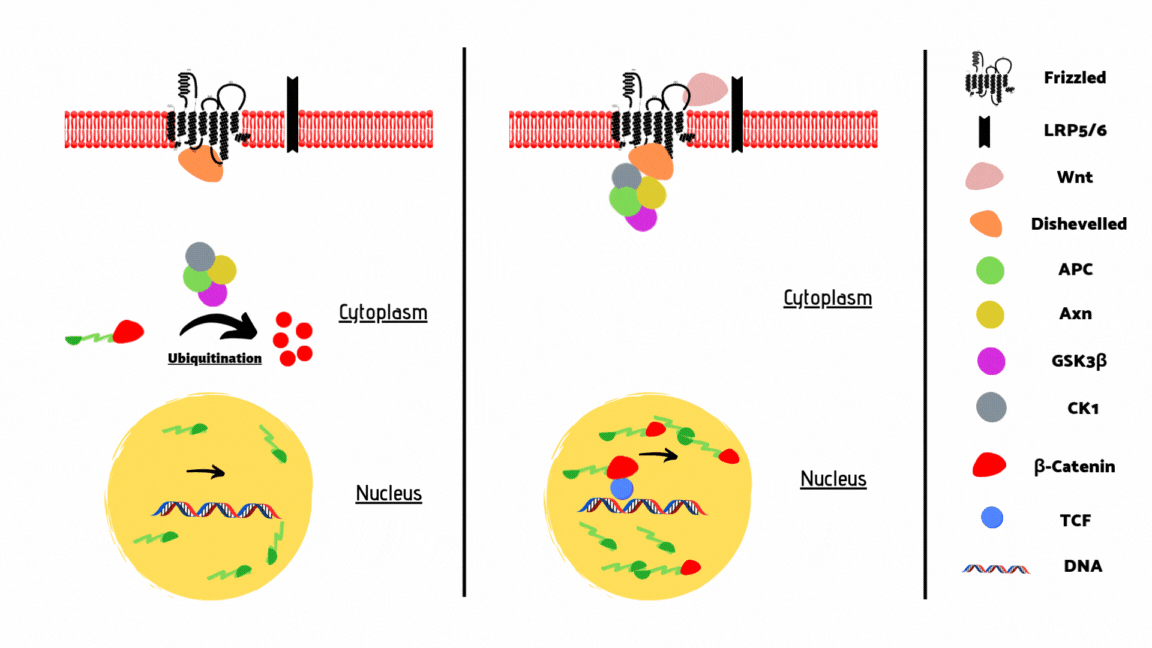 Cytoplasm
Ubiquitination
Nucleus
Cytoplasm
Nucleus
Frizzled
LRP5/6
Wnt
Dishevelled
APC
Axn
GSK3β
CK1
β-Catenin
TCF
DNA